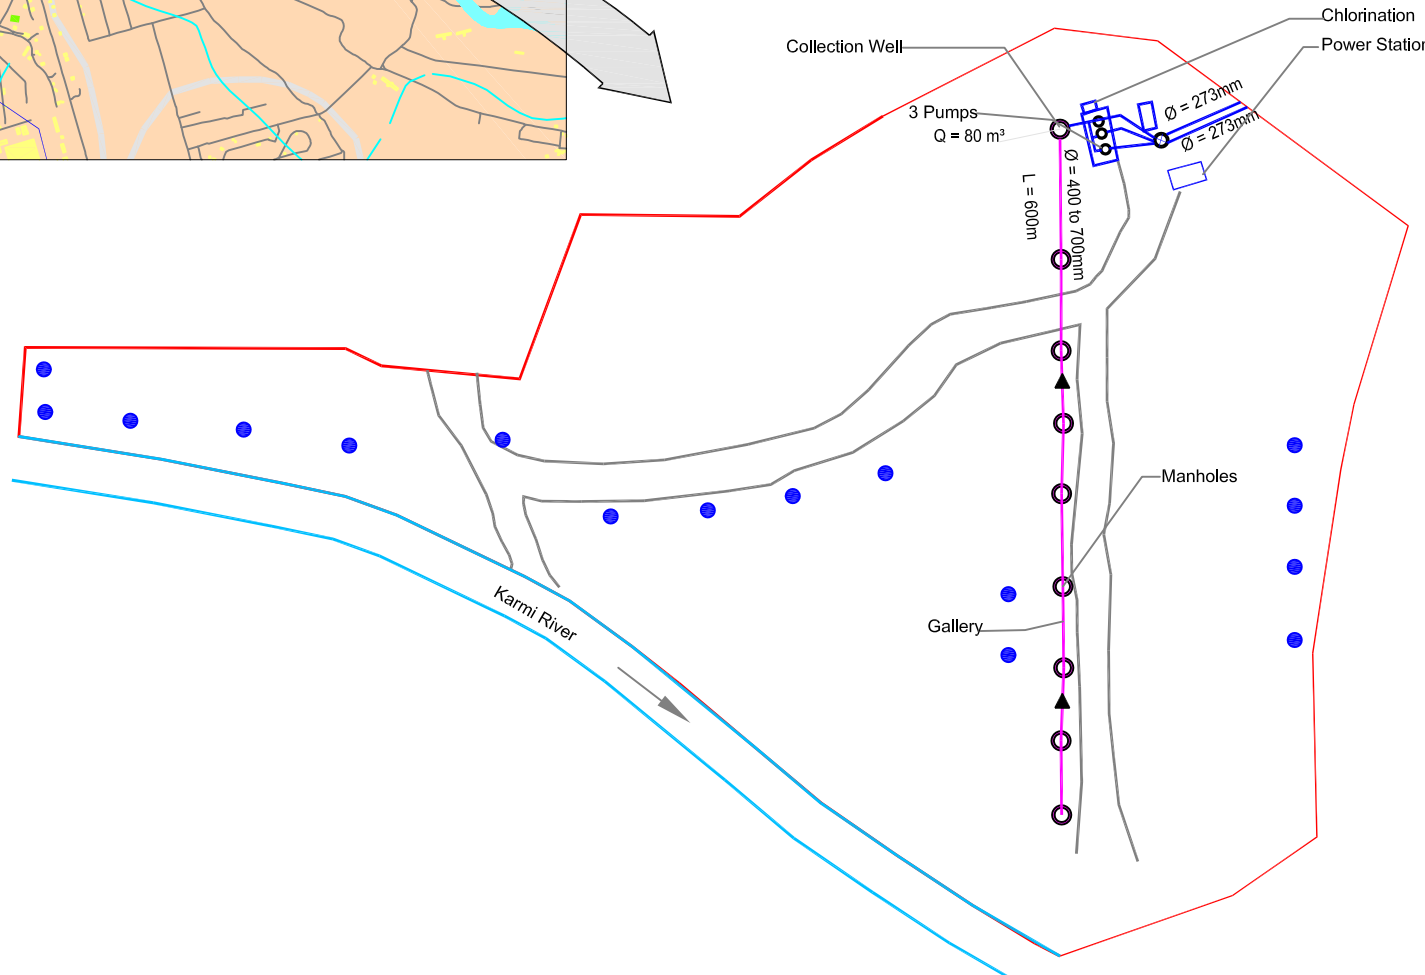 Chlorination
Collection Well
Power Station
3 Pumps
Q = 80 m³
Ø = 273mm
Ø = 273mm
Ø = 400 to 700mm
L = 600m
Manholes
Karmi River
Gallery